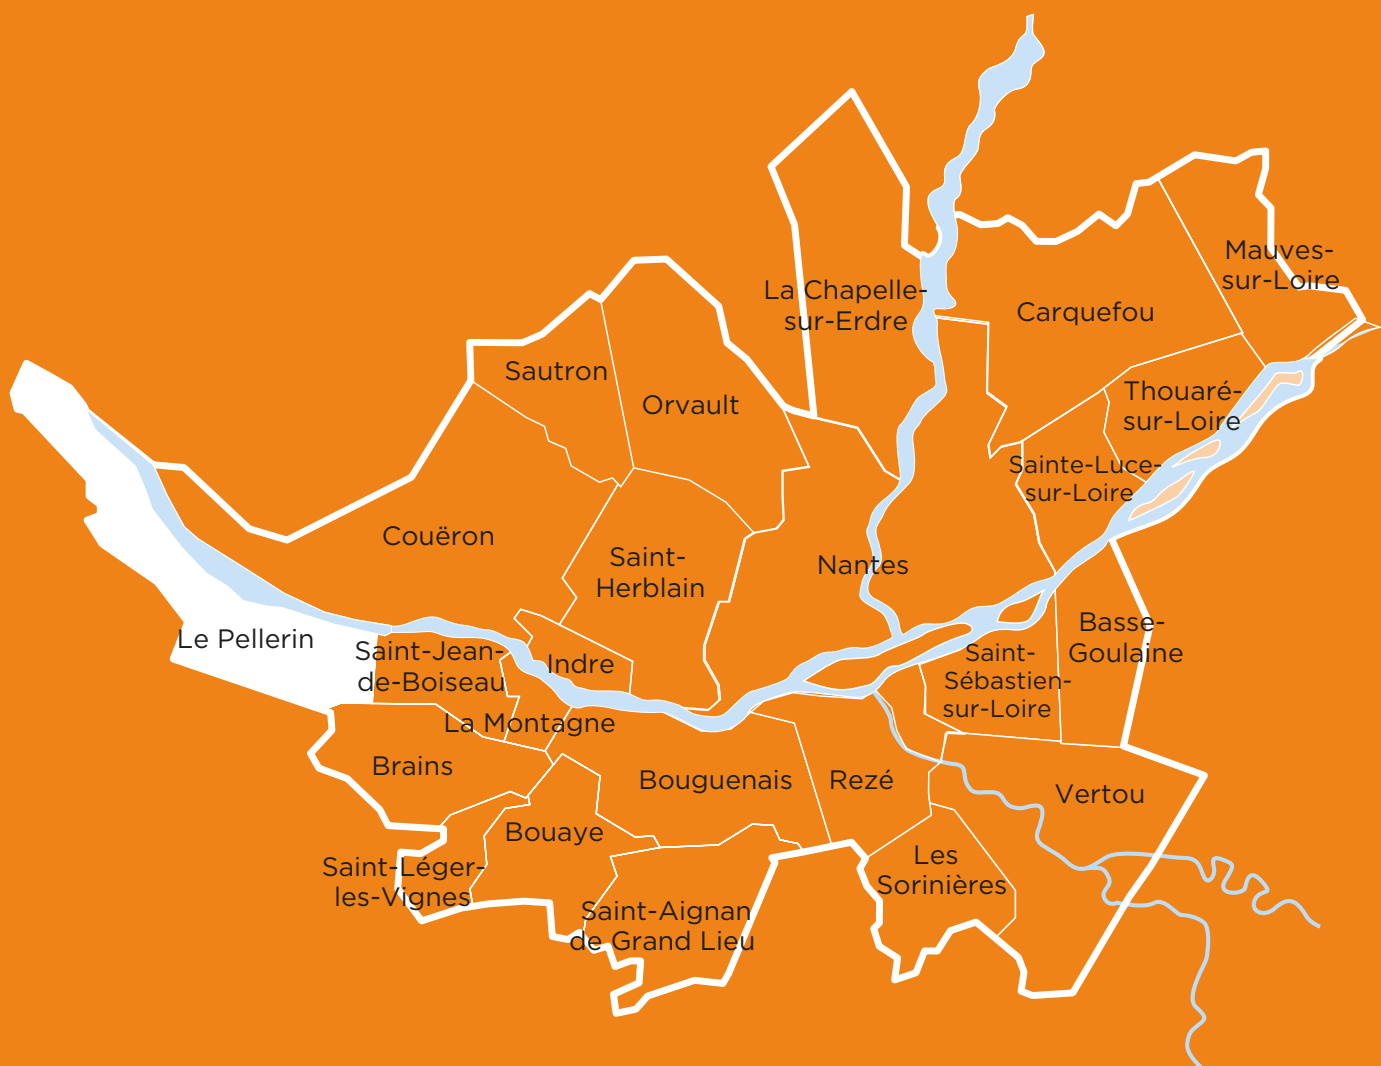 Mauves-
sur-Loire
La Chapelle-
sur-Erdre
Carquefou
Sautron
Orvault
Thouaré-
sur-Loire
Sainte-Luce-
sur-Loire
Couëron
Saint-
Herblain
Nantes
Basse-
Goulaine
Le Pellerin
Saint-Jean-
de-Boiseau
Indre
Saint-
Sébastien-
sur-Loire
La Montagne
Brains
Bouguenais
Rezé
Vertou
Bouaye
Les
Sorinières
Saint-Léger-
les-Vignes
Saint-Aignan
de Grand Lieu